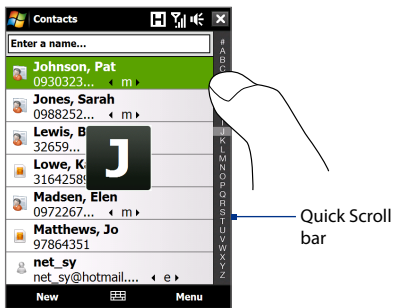 Contacts
Enter a name...
Johnson, Pat
0930323... m
Jones, Sarah
0988252... m
Lewis, B
32659...
Lowe, K
3164258
Madsen, Elen
0972267... m
Matthews, Jo
97864351
net_sy
net_sy@hotmail.... e
New
Menu
J
#
A
B
C
I
J
K
L
M
N
O
P
Q
R
S
T
U
V
W
X
Y
Z
Quick Scroll
bar